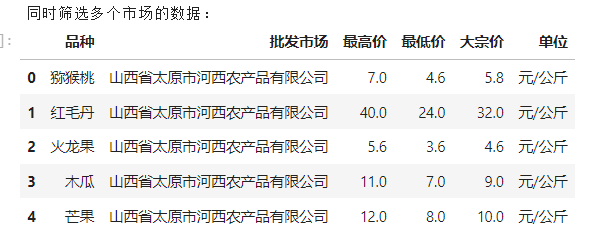 同时筛选多个市场的数据：
]:
品种 批发市场 最高价 最低价 大宗价 单位
0 猕猴桃 山西省太原市河西农产品有限公司 7.0 4.6 5.8 元/公斤
1 红毛丹 山西省太原市河西农产品有限公司 40.0 24.0 32.0 元/公斤
2 火龙果 山西省太原市河西农产品有限公司 5.6 3.6 4.6 元/公斤
3 木瓜 山西省太原市河西农产品有限公司 11.0 7.0 9.0 元/公斤
4 芒果 山西省太原市河西农产品有限公司 12.0 8.0 10.0 元/公斤